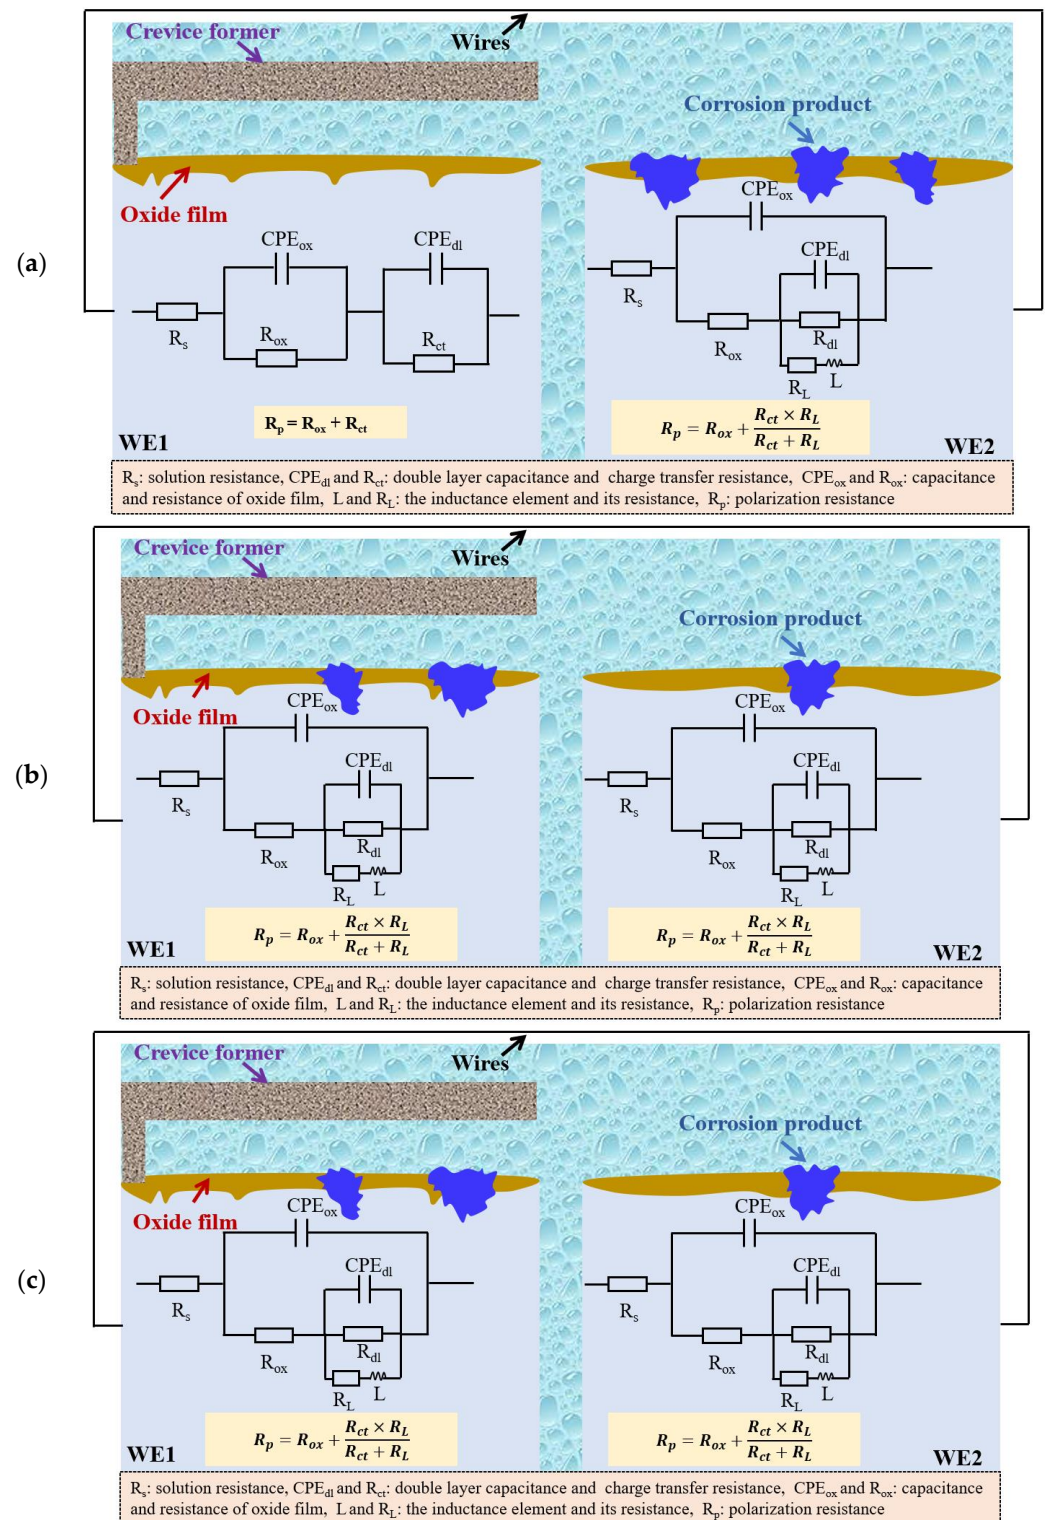 Crevice former
Wires
Corrosion product
Oxide film
(a)
CPEox
CPEdl
Rs
Rox
Rct
Rp = Rox + Rct
WE1
CPEox
CPEdl
Rs
Rox
Rdl
RL
L
Rp = Rox + Rct × RL / Rct + RL
WE2
Rs: solution resistance, CPEdl and Rct: double layer capacitance and charge transfer resistance, CPEox and Rox: capacitance
and resistance of oxide film, L and RL: the inductance element and its resistance, Rp: polarization resistance
Crevice former
Wires
Corrosion product
Oxide film
(b)
CPEox
CPEdl
Rs
Rox
Rdl
RL
L
Rp = Rox + Rct × RL / Rct + RL
WE1
CPEox
CPEdl
Rs
Rox
Rdl
RL
L
Rp = Rox + Rct × RL / Rct + RL
WE2
Rs: solution resistance, CPEdl and Rct: double layer capacitance and charge transfer resistance, CPEox and Rox: capacitance
and resistance of oxide film, L and RL: the inductance element and its resistance, Rp: polarization resistance
Crevice former
Wires
Corrosion product
Oxide film
(c)
CPEox
CPEdl
Rs
Rox
Rdl
RL
L
Rp = Rox + Rct × RL / Rct + RL
WE1
CPEox
CPEdl
Rs
Rox
Rdl
RL
L
Rp = Rox + Rct × RL / Rct + RL
WE2
Rs: solution resistance, CPEdl and Rct: double layer capacitance and charge transfer resistance, CPEox and Rox: capacitance
and resistance of oxide film, L and RL: the inductance element and its resistance, Rp: polarization resistance